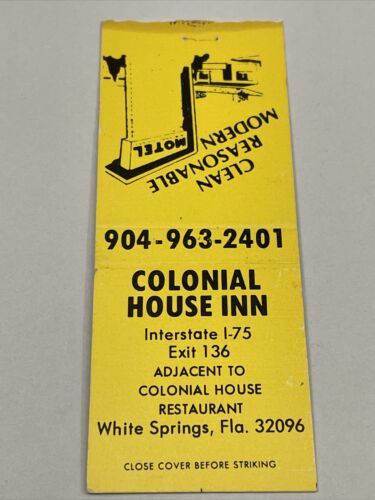 CLEAN
REASONABLE
MODERN
MOTEL
904-963-2401
COLONIAL
HOUSE INN
Interstate I-75
Exit 136
ADJACENT TO
COLONIAL HOUSE
RESTAURANT
White Springs, Fla. 32096
CLOSE COVER BEFORE STRIKING